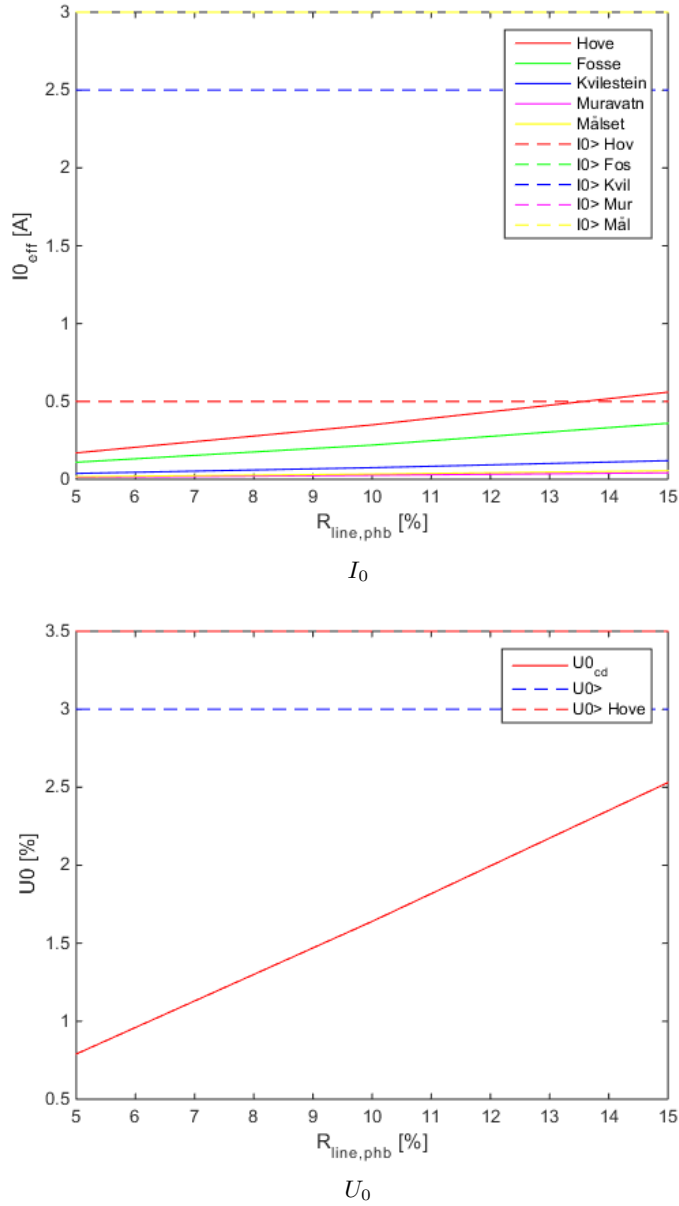 3
2.5
2
1.5
1
0.5
0
I0eff [A]
Hove
Fosse
Kvilestein
Muravatn
Målset
I0> Hov
I0> Fos
I0> Kvil
I0> Mur
I0> Mål
5 6 7 8 9 10 11 12 13 14 15
Rline,phb [%]
I0
3.5
3
2.5
2
1.5
1
0.5
U0 [%]
U0cd
U0>
U0> Hove
5 6 7 8 9 10 11 12 13 14 15
Rline,phb [%]
U0